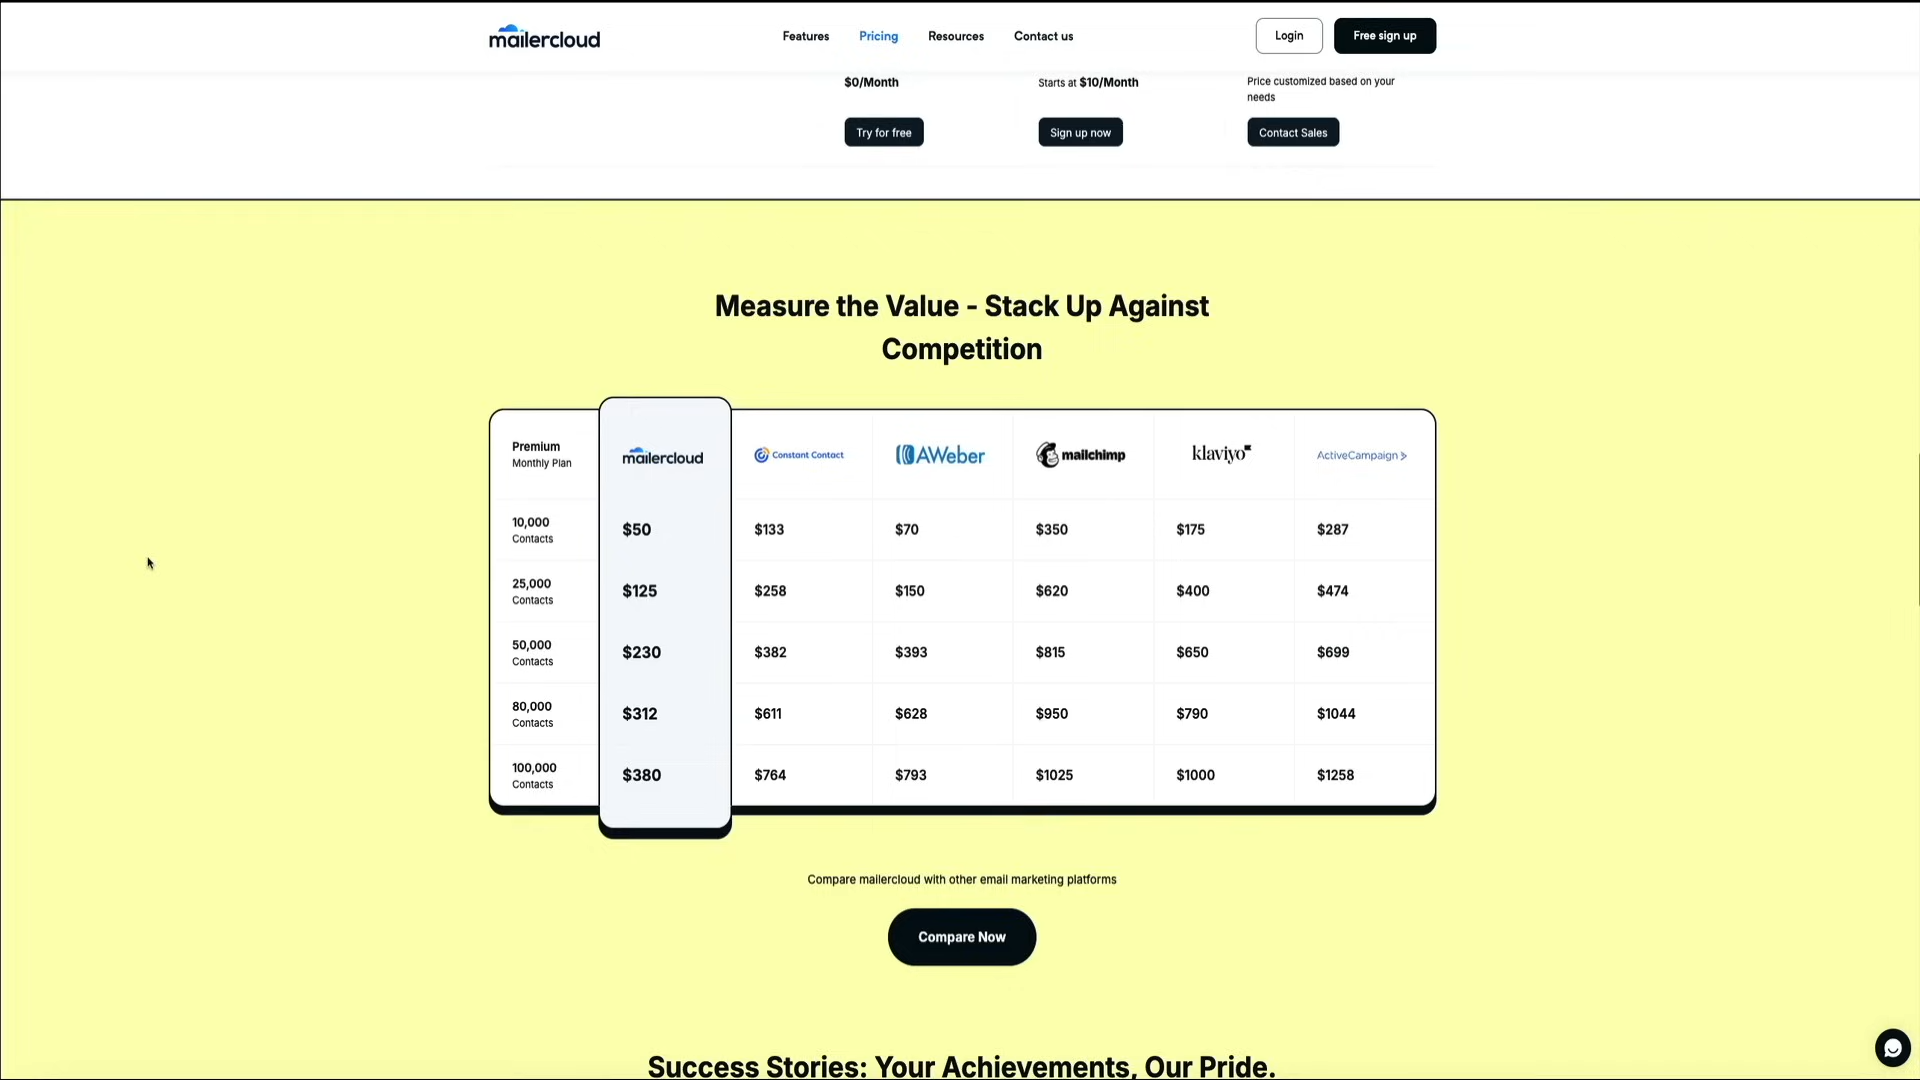 mailercloud
Features Pricing Resources Contact us
Login Free sign up
$0/Month Starts at $10/Month Price customized based on your
needs
Try for free Sign up now Contact Sales
Measure the Value - Stack Up Against
Competition
Premium
Monthly Plan
mailercloud Constant Contact AWeber mailchimp klaviyo ActiveCampaign >
10,000
Contacts
$50 $133 $70 $350 $175 $287
25,000
Contacts
$125 $258 $150 $620 $400 $474
50,000
Contacts
$230 $382 $393 $815 $650 $699
80,000
Contacts
$312 $611 $628 $950 $790 $1044
100,000
Contacts
$380 $764 $793 $1025 $1000 $1258
Compare mailercloud with other email marketing platforms
Compare Now
Success Stories: Your Achievements, Our Pride.